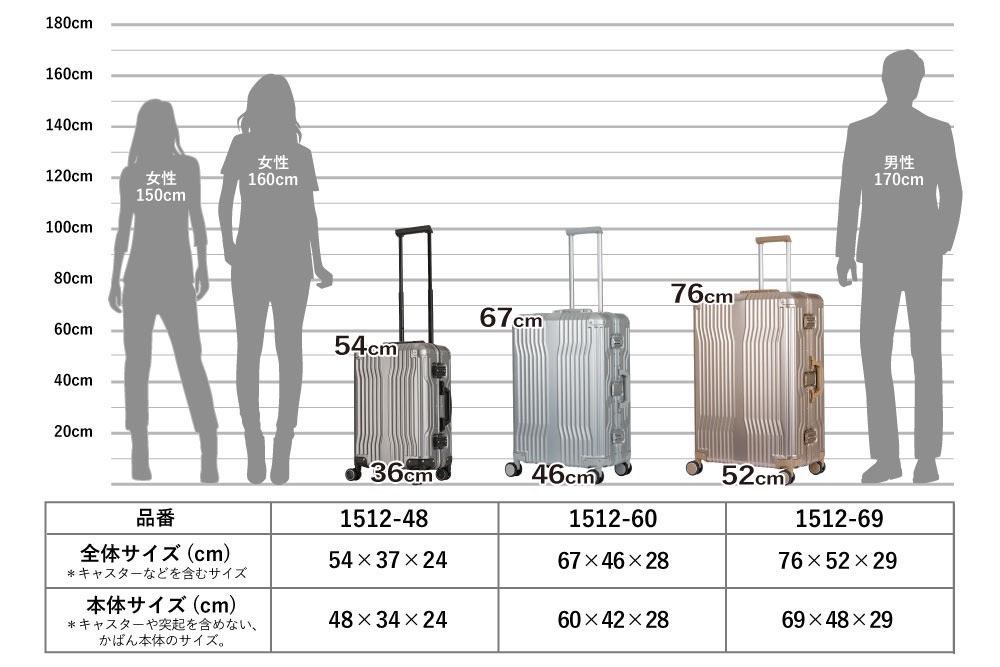 180cm
160cm
140cm
120cm
100cm
80cm
60cm
40cm
20cm
女性
150cm
女性
160cm
男性
170cm
54cm
36cm
67cm
46cm
76cm
52cm
品番 1512-48 1512-60 1512-69
全体サイズ(cm) 54×37×24 67×46×28 76×52×29
＊キャスターなどを含むサイズ
本体サイズ(cm) 48×34×24 60×42×28 69×48×29
＊キャスターや突起を含めない、
かばん本体のサイズ。